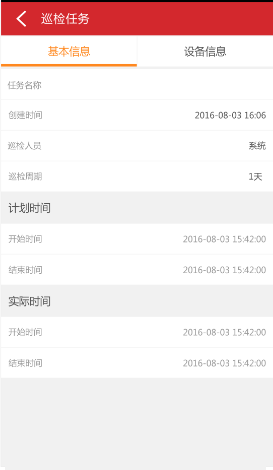 巡检任务
基本信息 设备信息
任务名称
创建时间 2016-08-03 16:06
巡检人员 系统
巡检周期 1天
计划时间
开始时间 2016-08-03 15:42:00
结束时间 2016-08-03 15:42:00
实际时间
开始时间 2016-08-03 15:42:00
结束时间 2016-08-03 15:42:00